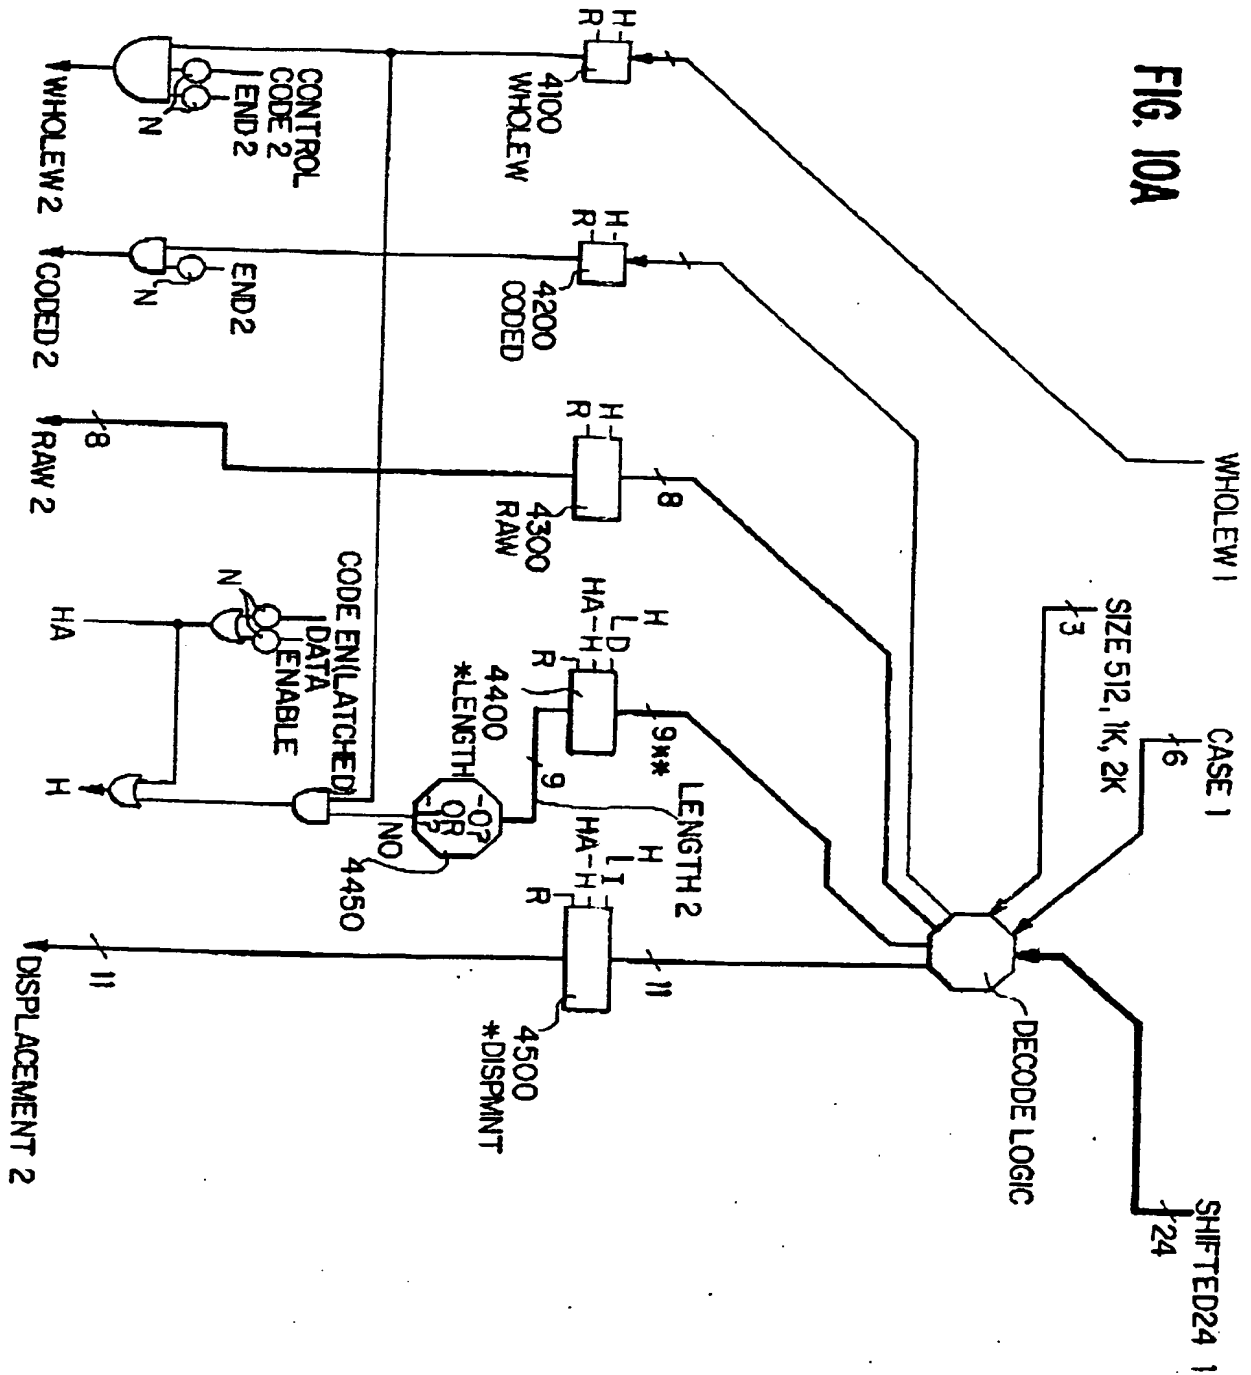 FIG. 10A
WHOLEW 1
SIZE 512, 1K, 2K
3
CASE 1
6
SHIFTED24 1
24
DECODE LOGIC
H
R
4100
WHOLEW
H
R
4200
CODED
H
R
4300
RAW
8
H
L D
HA-H
R
4400
*LENGTH
9**
9
LENGTH 2
H
L I
HA-H
R
4500
*DISPMNT
11
-0?
OR
-1?
NO
4450
CONTROL
CODE 2
END 2
N
END 2
N
CODE EN(LATCHED)
DATA
ENABLE
N
WHOLEW 2
CODED 2
8
RAW 2
HA
H
11
DISPLACEMENT 2